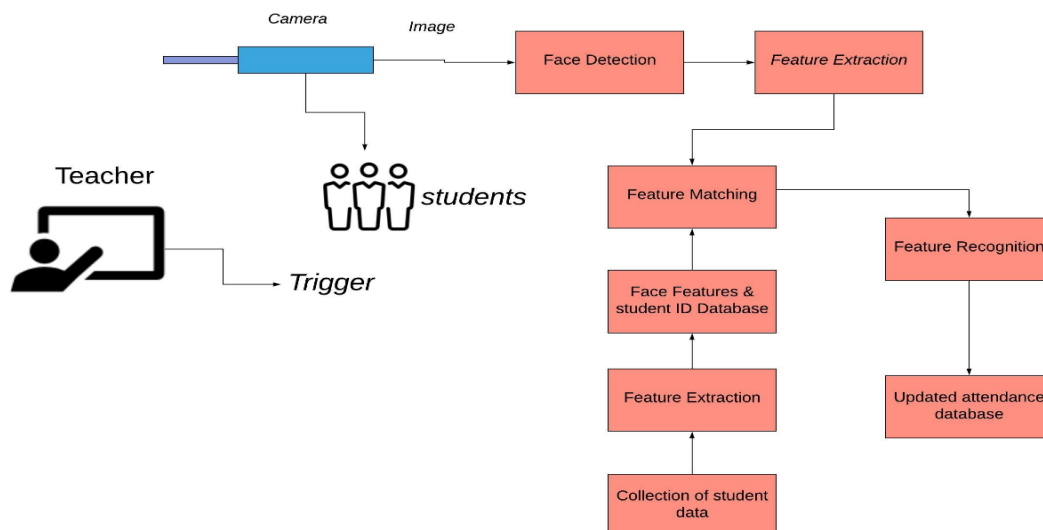 Camera
Image
Face Detection
Feature Extraction
Teacher
students
Trigger
Feature Matching
Feature Recognition
Face Features &
student ID Database
Feature Extraction
Updated attendance
database
Collection of student
data